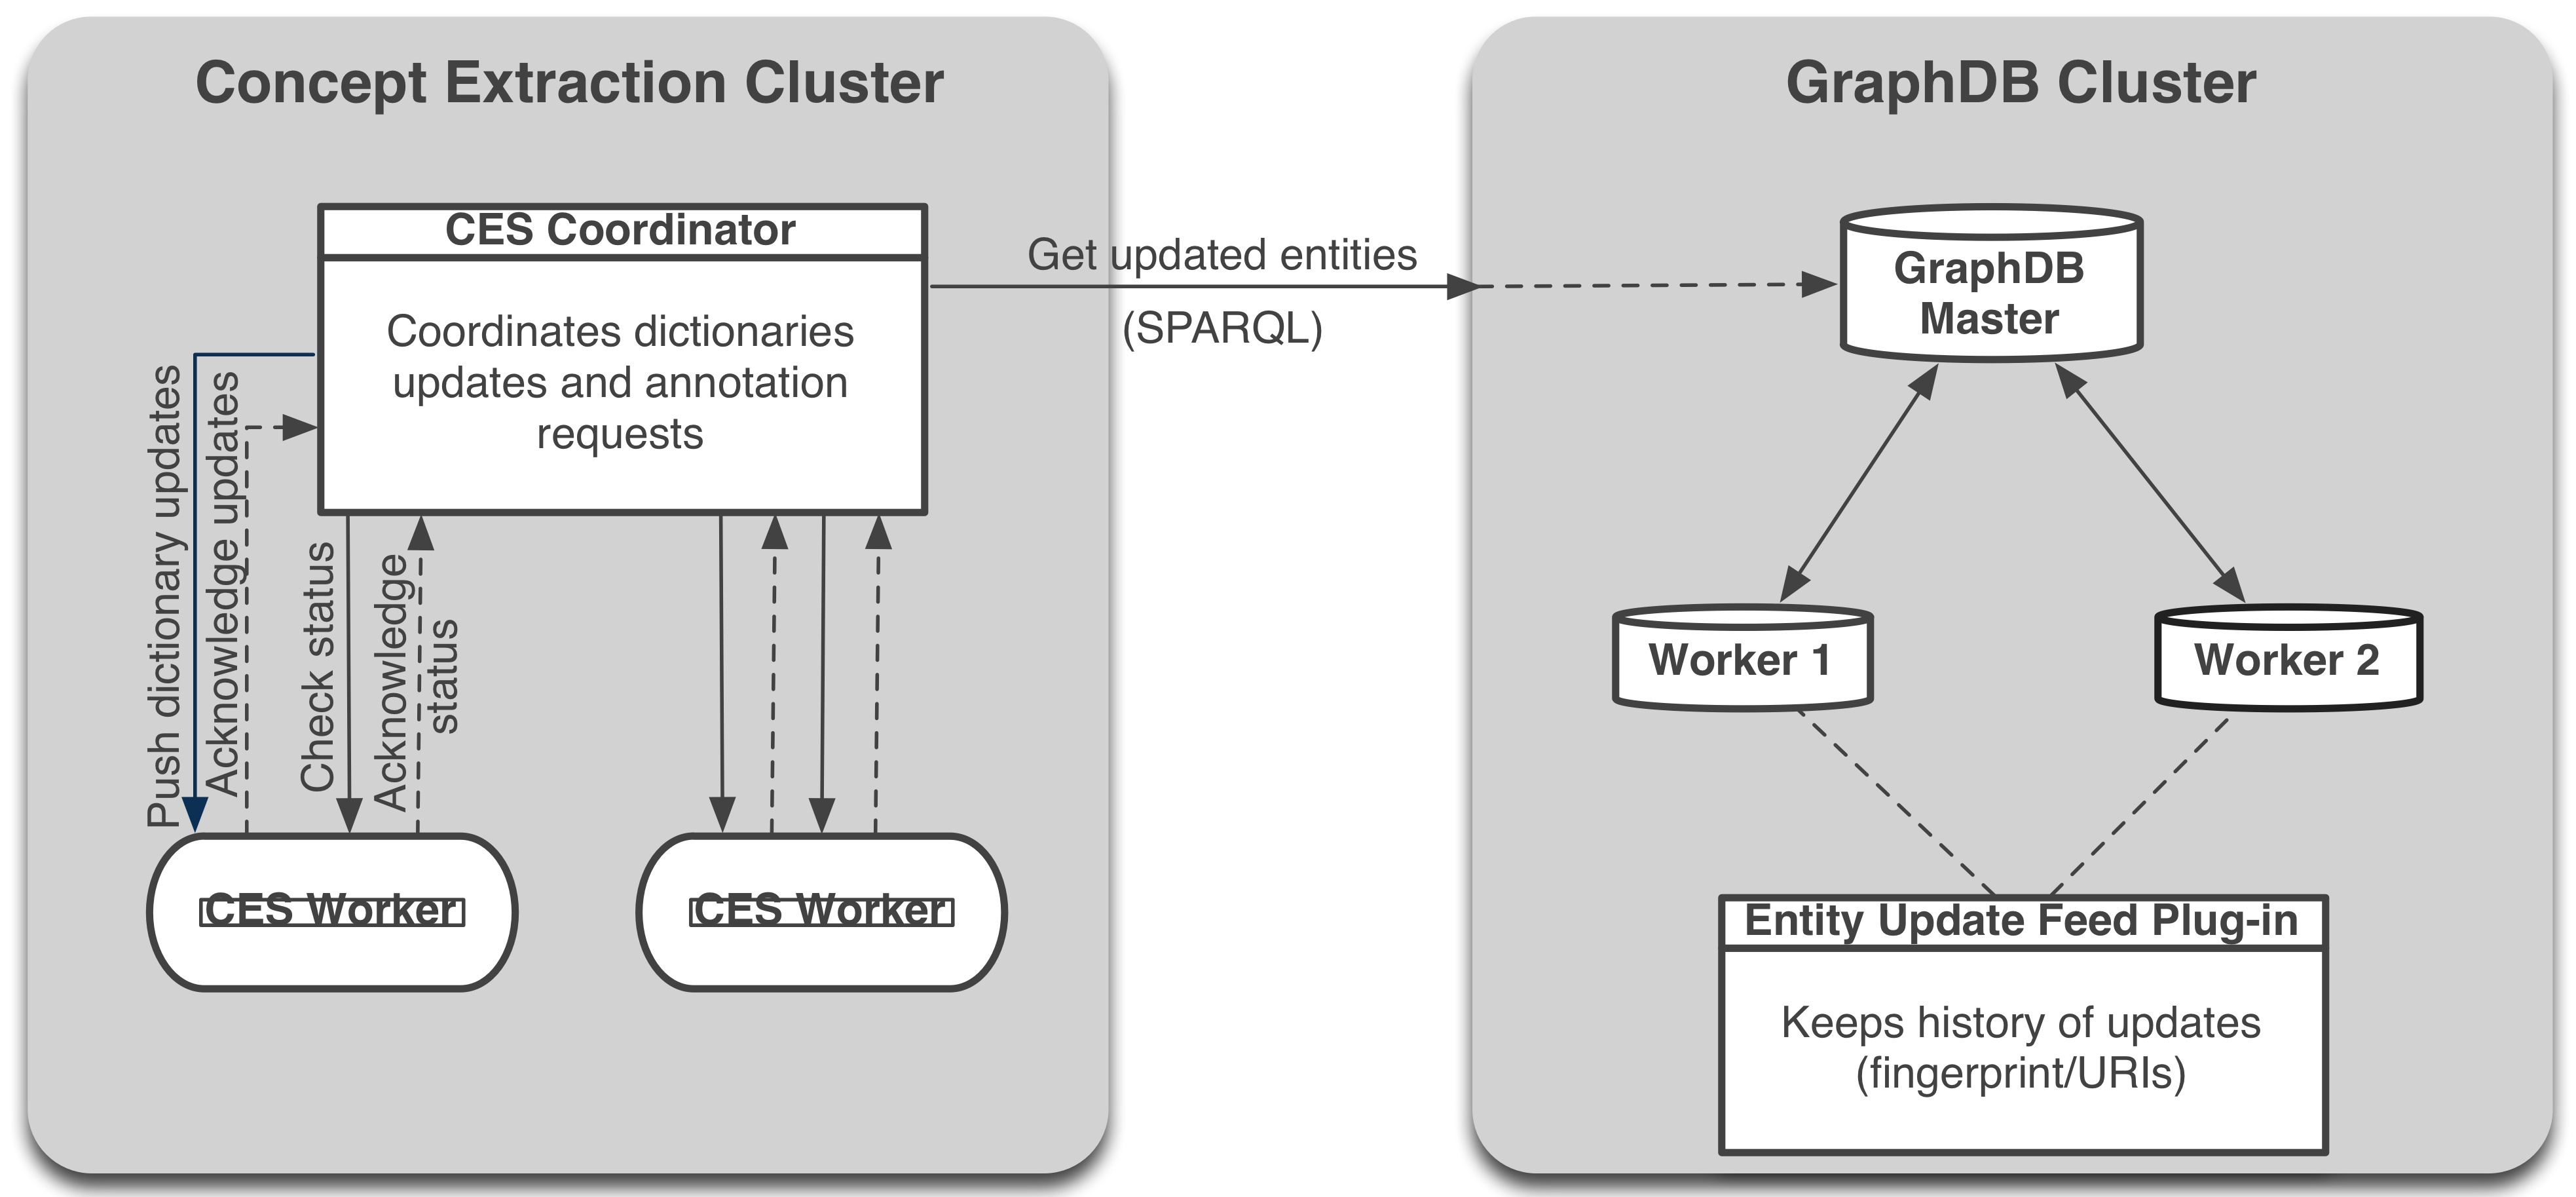 Concept Extraction Cluster
CES Coordinator
Coordinates dictionaries
updates and annotation
requests
Push dictionary updates
Acknowledge updates
Check status
Acknowledge
status
CES Worker
CES Worker
Get updated entities
(SPARQL)
GraphDB Cluster
GraphDB
Master
Worker 1
Worker 2
Entity Update Feed Plug-in
Keeps history of updates
(fingerprint/URIs)